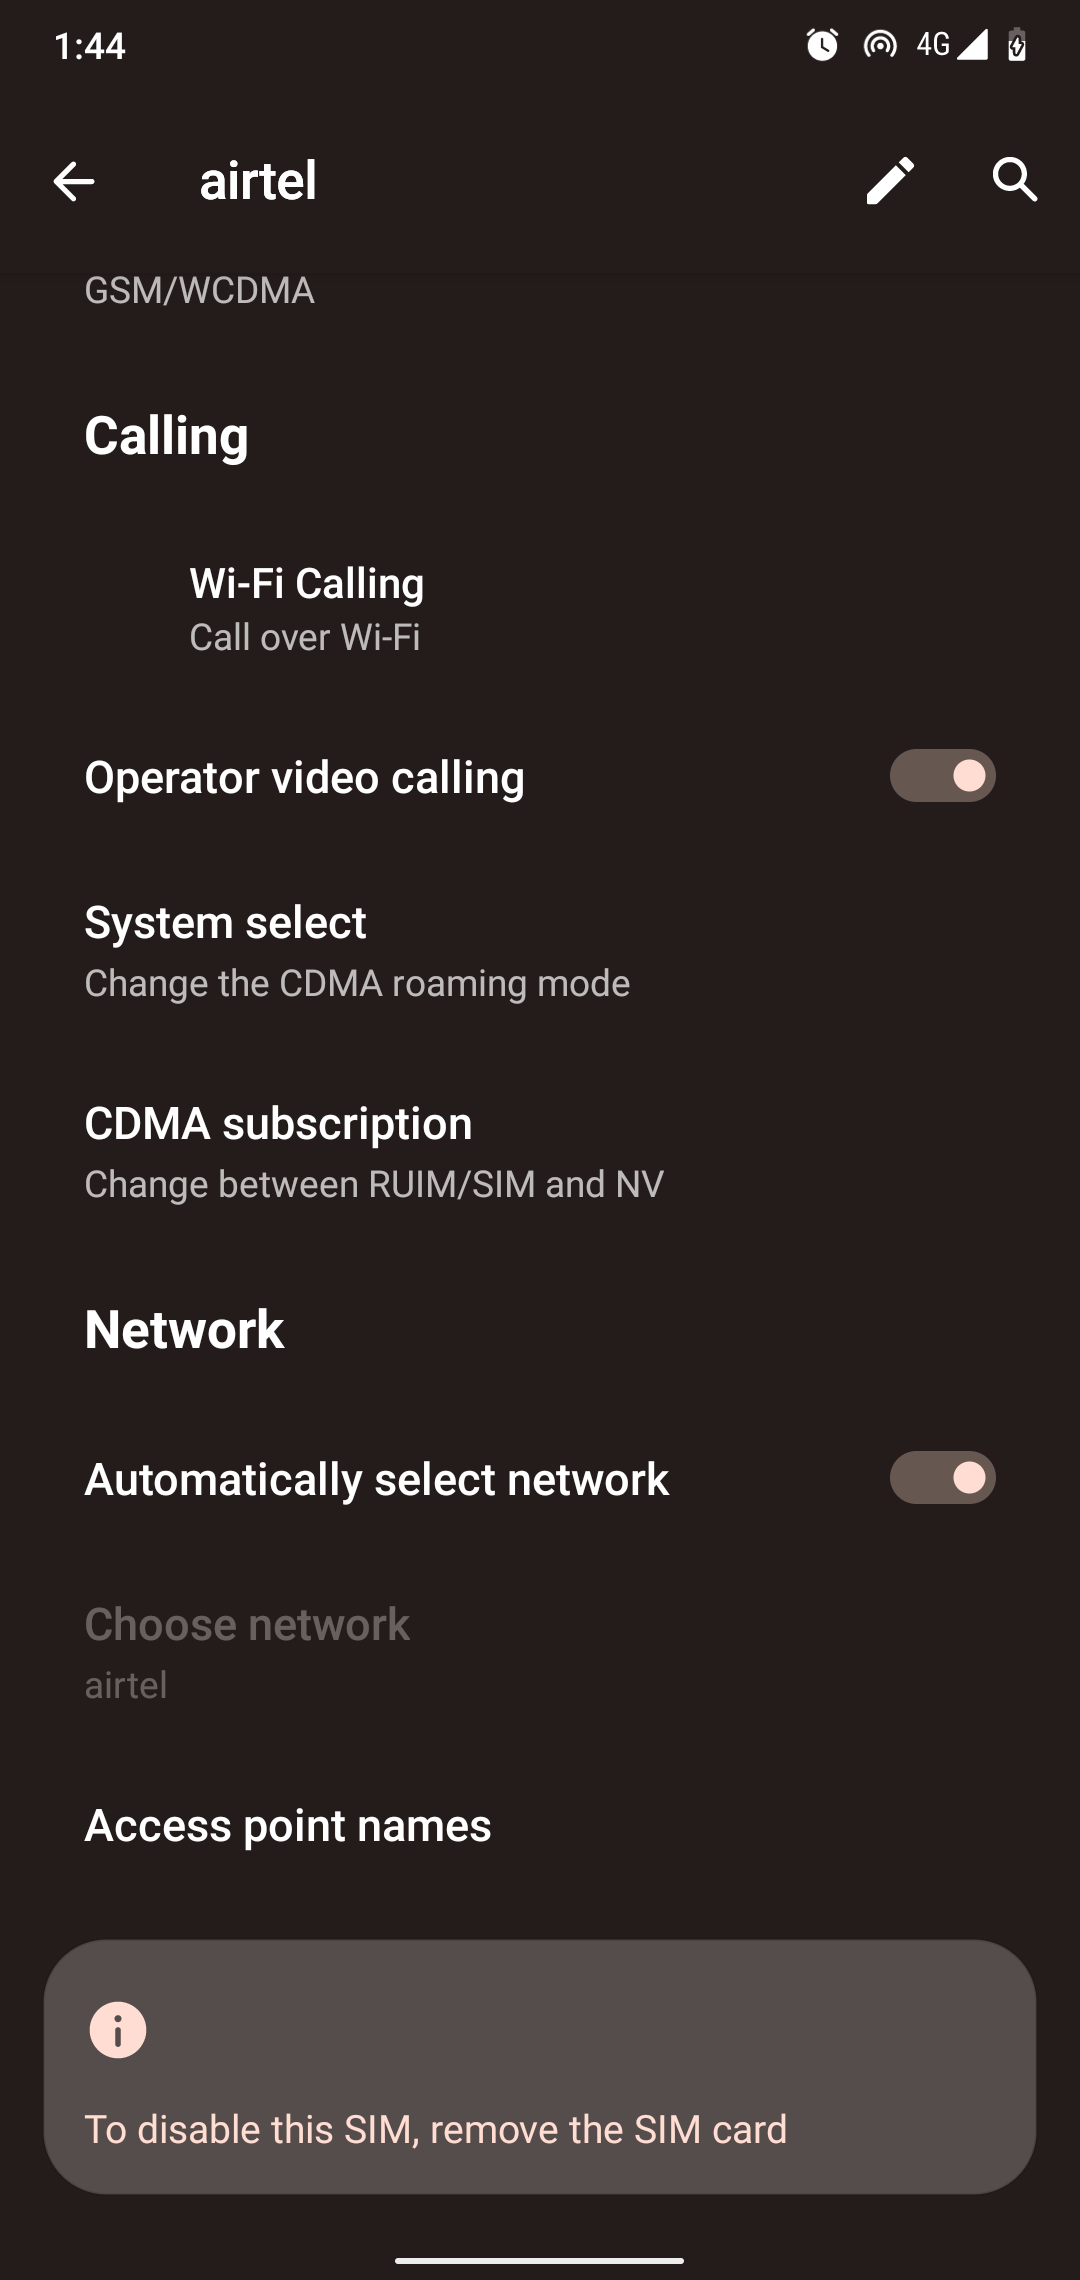 1:44
4G
airtel
GSM/WCDMA
Calling
Wi-Fi Calling
Call over Wi-Fi
Operator video calling
System select
Change the CDMA roaming mode
CDMA subscription
Change between RUIM/SIM and NV
Network
Automatically select network
Choose network
airtel
Access point names
To disable this SIM, remove the SIM card